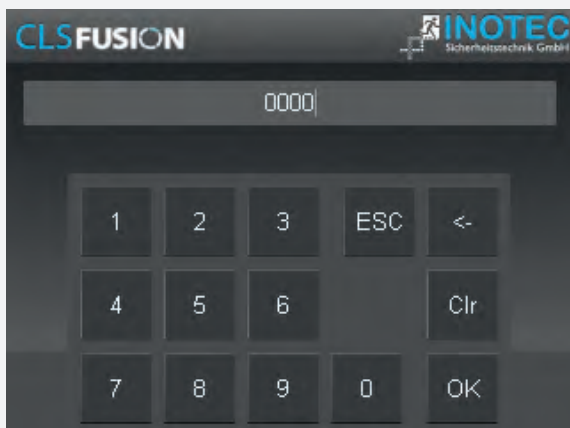 CLSFUSION
INOTEC
Sicherheitstechnik GmbH
0000
1 2 3 ESC <-
4 5 6 Clr
7 8 9 0 OK